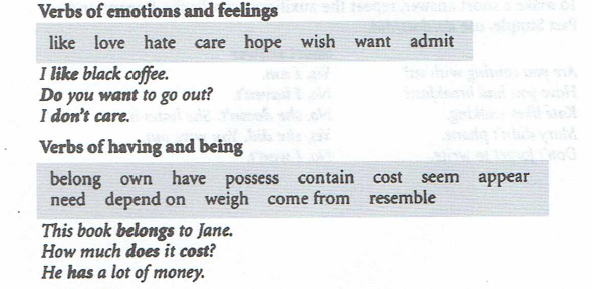 Verbs of emotions and feelings
like love hate care hope wish want admit
I like black coffee.
Do you want to go out?
I don't care.
Verbs of having and being
belong own have possess contain cost seem appear
need depend on weigh come from resemble
This book belongs to Jane.
How much does it cost?
He has a lot of money.